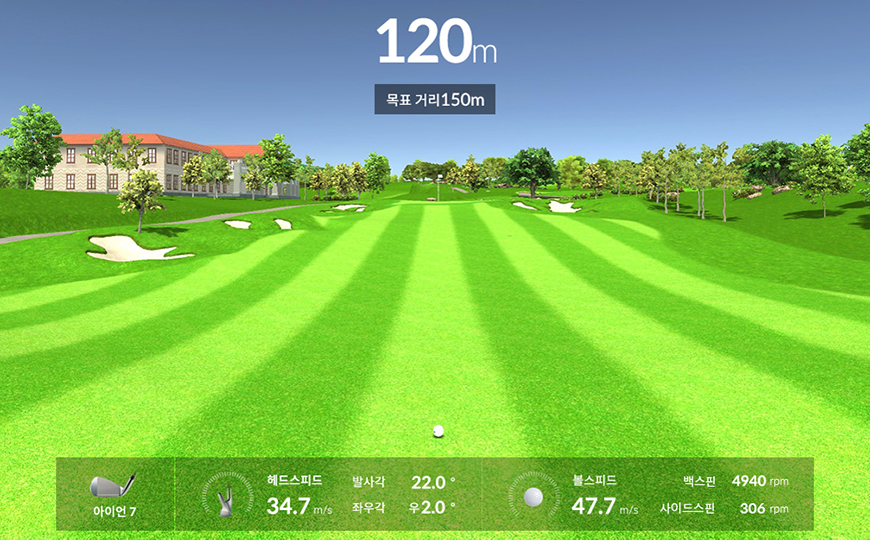 120m
목표 거리150m
아이언 7
헤드스피드
34.7 m/s
발사각 22.0 °
좌우각 우2.0 °
볼스피드
47.7 m/s
백스핀 4940 rpm
사이드스핀 306 rpm